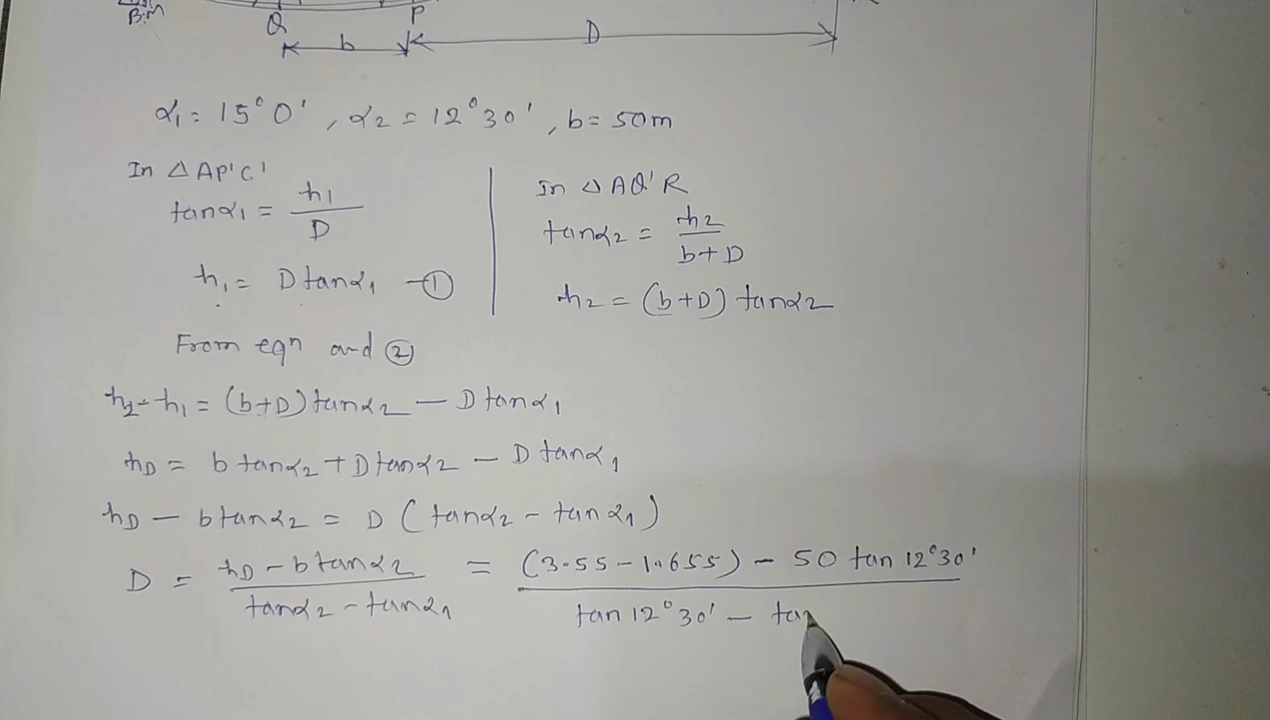 B.M
Q P
b D
α1 = 15°0', α2 = 12°30', b = 50m
In △AP'C'
tanα1 = h1/D
h1 = D tanα1 —①
In △AQ'R
tanα2 = h2/b+D
h2 = (b+D) tanα2
From eqn and ②
h2-h1 = (b+D)tanα2 — D tanα1
hD = b tanα2 + D tanα2 — D tanα1
hD — b tanα2 = D (tanα2 - tanα1)
D = hD - b tanα2/tanα2 - tanα1 = (3.55-1.655) - 50 tan 12°30'/tan 12°30' — tan